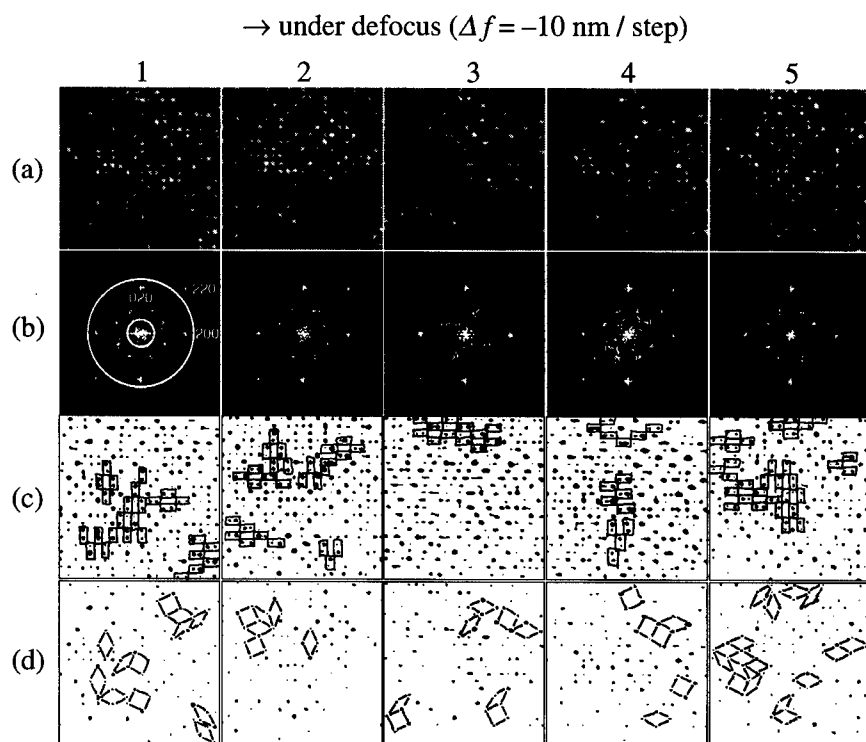 → under defocus (Δf = –10 nm / step)
1 2 3 4 5
(a)
(b)
220
020
200
(c)
(d)